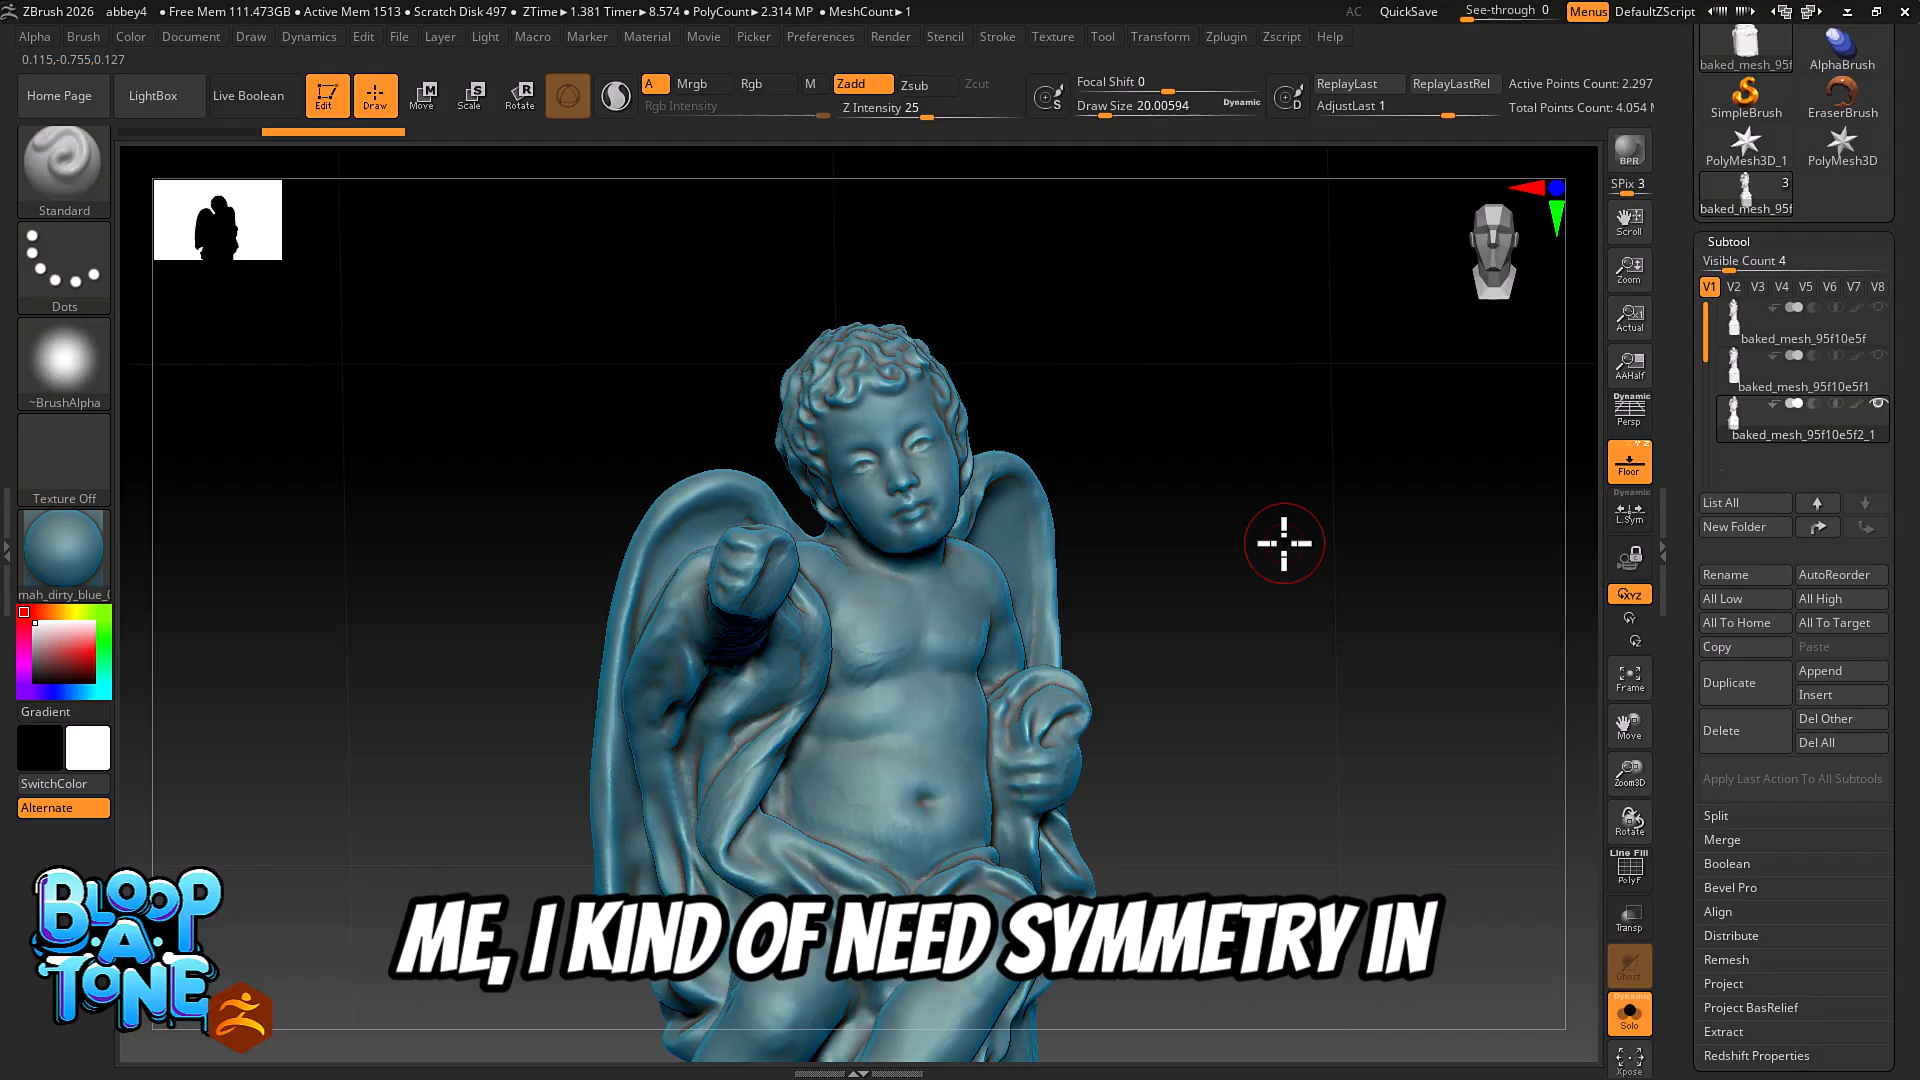 ZBrush 2026 abbey4 • Free Mem 111.473GB • Active Mem 1513 • Scratch Disk 497 • ZTime►1.381 Timer►8.574 • PolyCount►2.314 MP • MeshCount►1 AC QuickSave See-through 0 Menus DefaultZScript
Alpha Brush Color Document Draw Dynamics Edit File Layer Light Macro Marker Material Movie Picker Preferences Render Stencil Stroke Texture Tool Transform Zplugin Zscript Help
0.115,-0.755,0.127
Home Page LightBox Live Boolean Edit Draw Move Scale Rotate
A Mrgb Rgb M Zadd Zsub Zcut
Rgb Intensity Z Intensity 25
Focal Shift 0
Draw Size 20.00594 Dynamic
ReplayLast ReplayLastRel
AdjustLast 1
Active Points Count: 2.297
Total Points Count: 4.054 M
Standard
Dots
~BrushAlpha
Texture Off
mah_dirty_blue_0
Gradient
SwitchColor
Alternate
BLOOP
·A·
TONE
ME, I KIND OF NEED SYMMETRY IN
BPR
SPix 3
Scroll
Zoom
Actual
AAHalf
Dynamic
Persp
Floor
Dynamic
L.Sym
XYZ
Frame
Move
Zoom3D
Rotate
Line Fill
PolyF
Transp
Ghost
Dynamic
Solo
Xpose
baked_mesh_95f AlphaBrush
SimpleBrush EraserBrush
PolyMesh3D_1 PolyMesh3D
3
baked_mesh_95f
Subtool
Visible Count 4
V1 V2 V3 V4 V5 V6 V7 V8
baked_mesh_95f10e5f
baked_mesh_95f10e5f1
baked_mesh_95f10e5f2_1
List All
New Folder
Rename AutoReorder
All Low All High
All To Home All To Target
Copy Paste
Duplicate Append
Insert
Delete Del Other
Del All
Apply Last Action To All Subtools
Split
Merge
Boolean
Bevel Pro
Align
Distribute
Remesh
Project
Project BasRelief
Extract
Redshift Properties